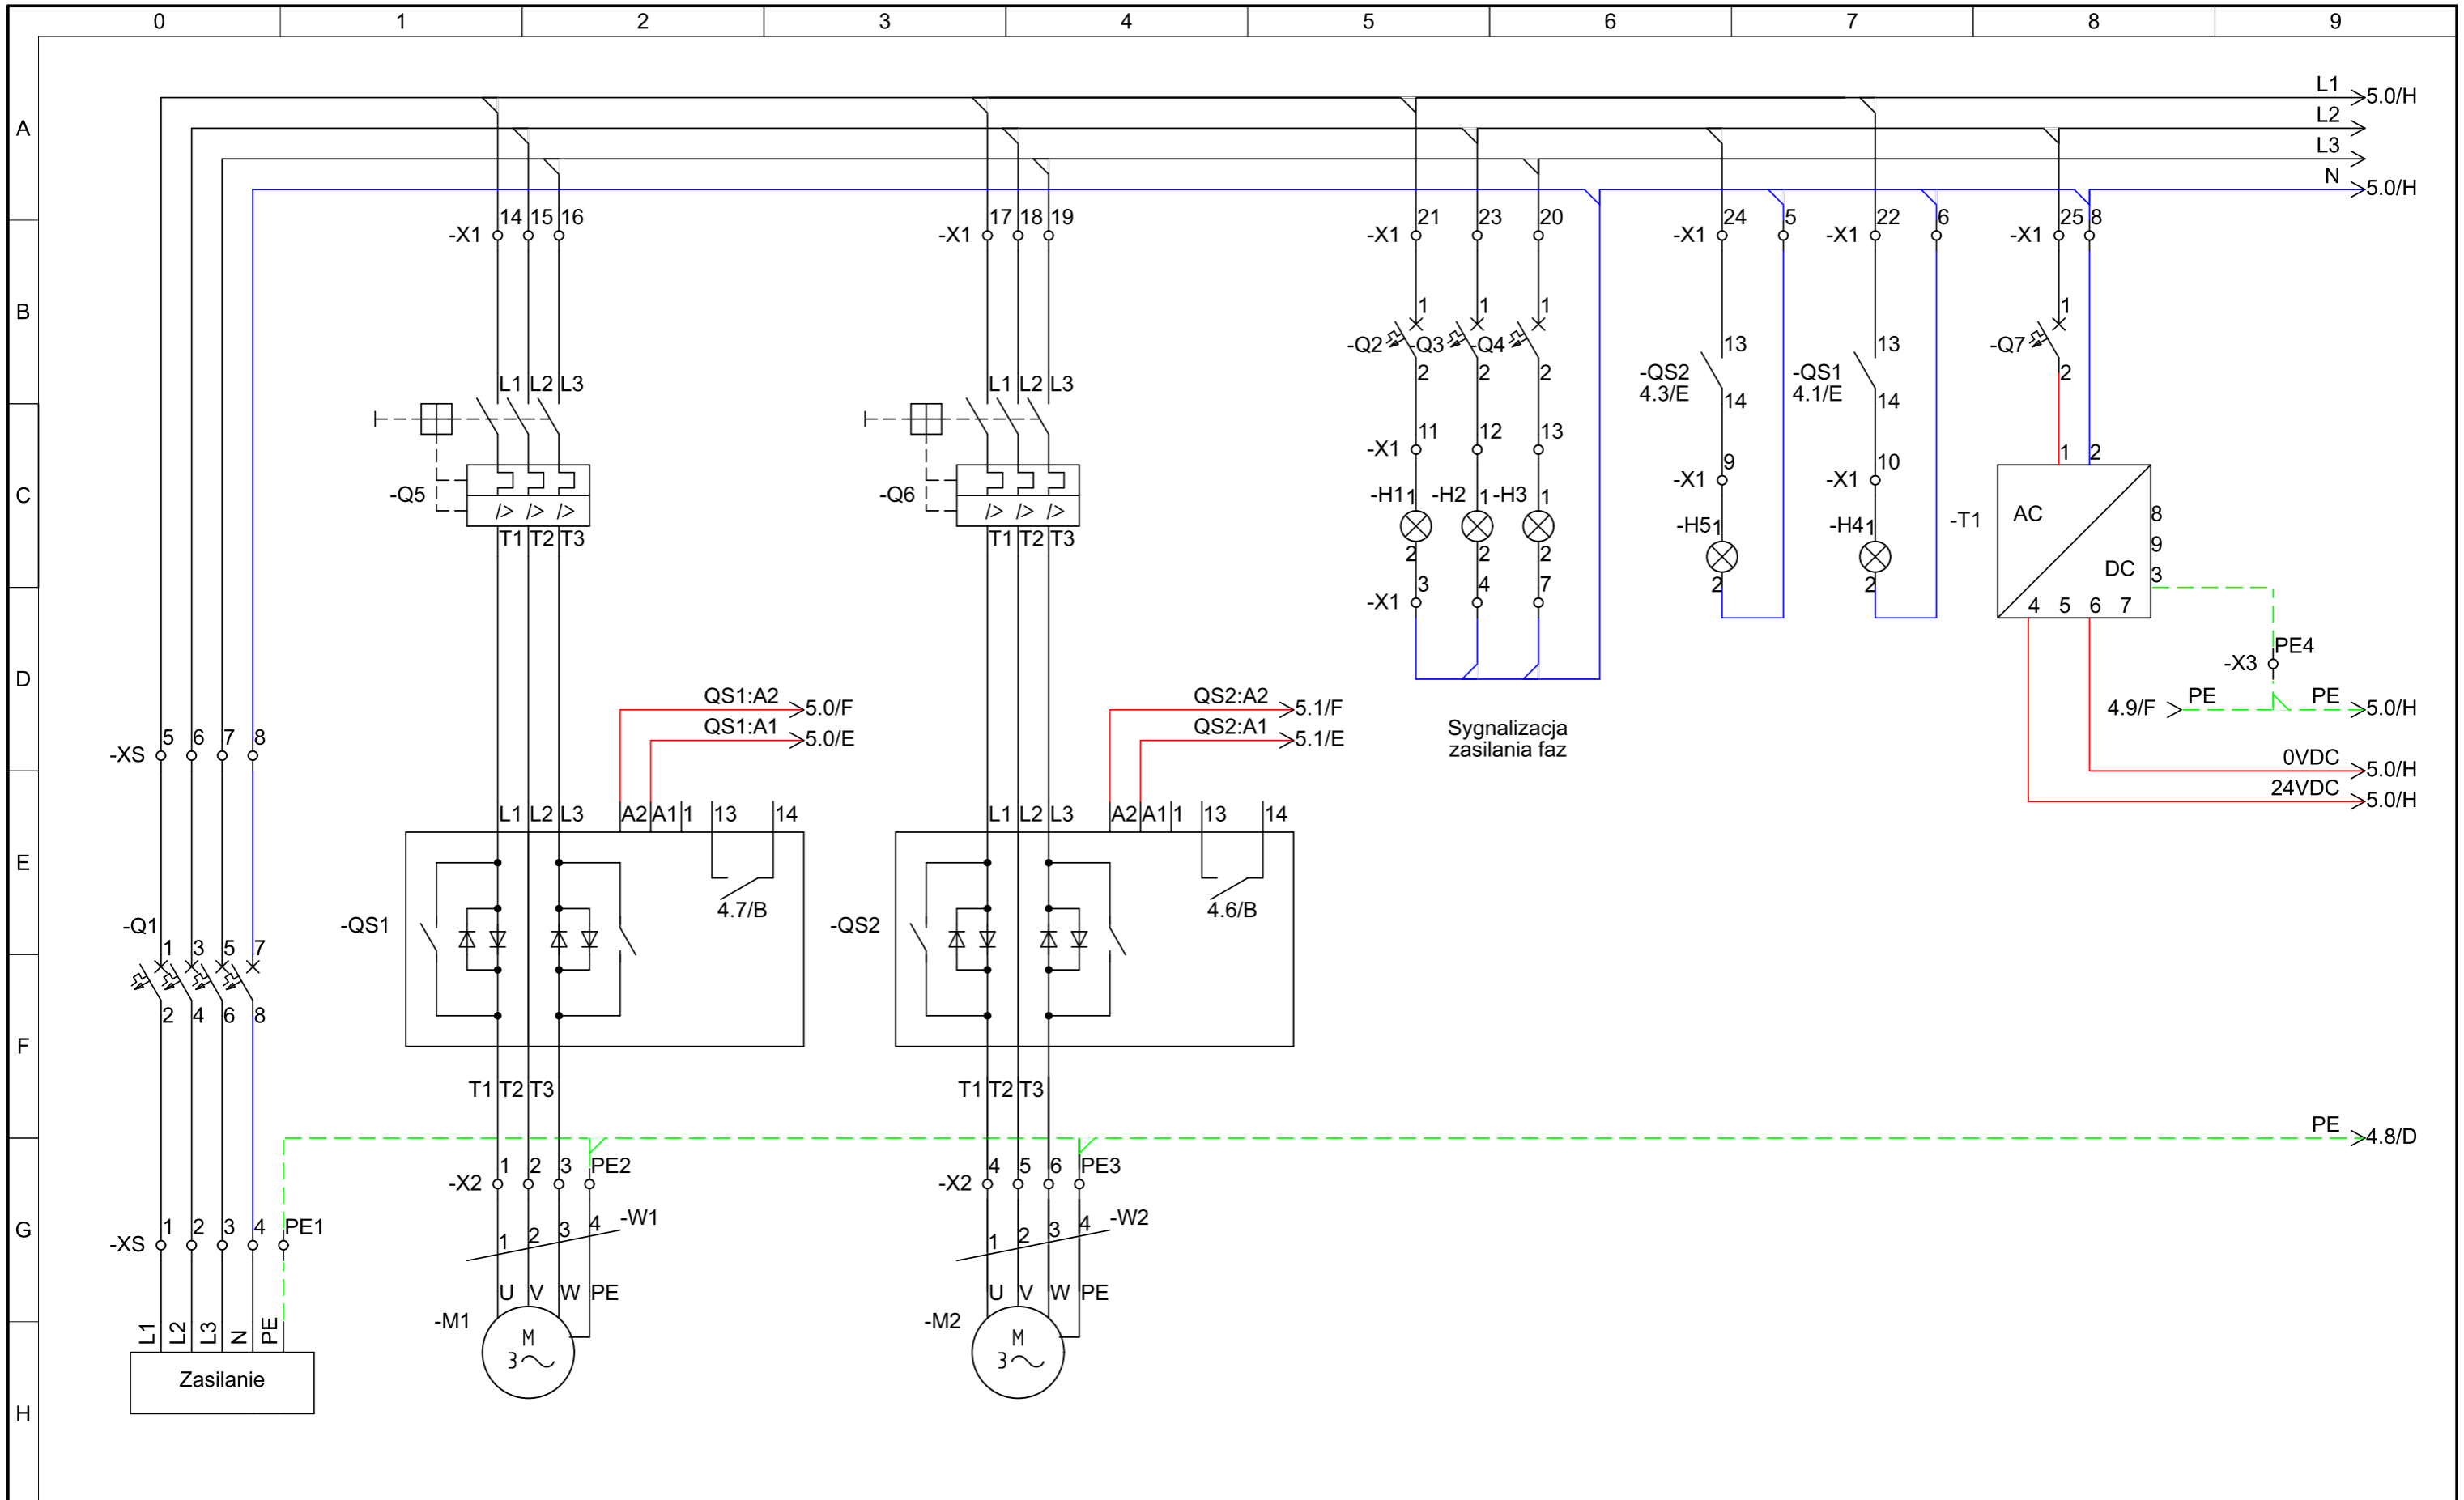 0 1 2 3 4 5 6 7 8 9
L1 5.0/H
A L2
L3
N 5.0/H
14 15 16 17 18 19 21 23 20 24 5 22 6 25 8
-X1 -X1 -X1 -X1 -X1 -X1
B 1 1 1 1
-Q2 -Q3 -Q4 13 13 -Q7
2 2 2 -QS2 -QS1 2
L1 L2 L3 L1 L2 L3 4.3/E 14 4.1/E 14
11 12 13
-X1 1 2
9 10
-X1 -X1
C -Q5 -Q6 -H1 1 -H2 1 -H3 1
I> I> I> I> I> I> AC 8
T1 T2 T3 T1 T2 T3 -H5 1 -H4 1 -T1
2 2 2 9
DC 3
3 4 7 2 2
-X1 4 5 6 7
PE4
D -X3
QS1:A2 5.0/F QS2:A2 5.1/F 4.9/F PE PE 5.0/H
QS1:A1 5.0/E QS2:A1 5.1/E
Sygnalizacja
zasilania faz
5 6 7 8
-XS 0VDC 5.0/H
24VDC 5.0/H
L1 L2 L3 A2 A1 1 13 14 L1 L2 L3 A2 A1 1 13 14
E
4.7/B 4.6/B
-Q1 -QS1 -QS2
1 3 5 7
2 4 6 8
F
T1 T2 T3 T1 T2 T3
PE 4.8/D
1 2 3 PE2 4 5 6 PE3
-X2 -X2
G 1 2 3 4 PE1 1 2 3 4 -W1 1 2 3 4 -W2
-XS
U V W PE U V W PE
L1 L2 L3 N PE -M1 -M2
M M
3~ 3~
Zasilanie
H